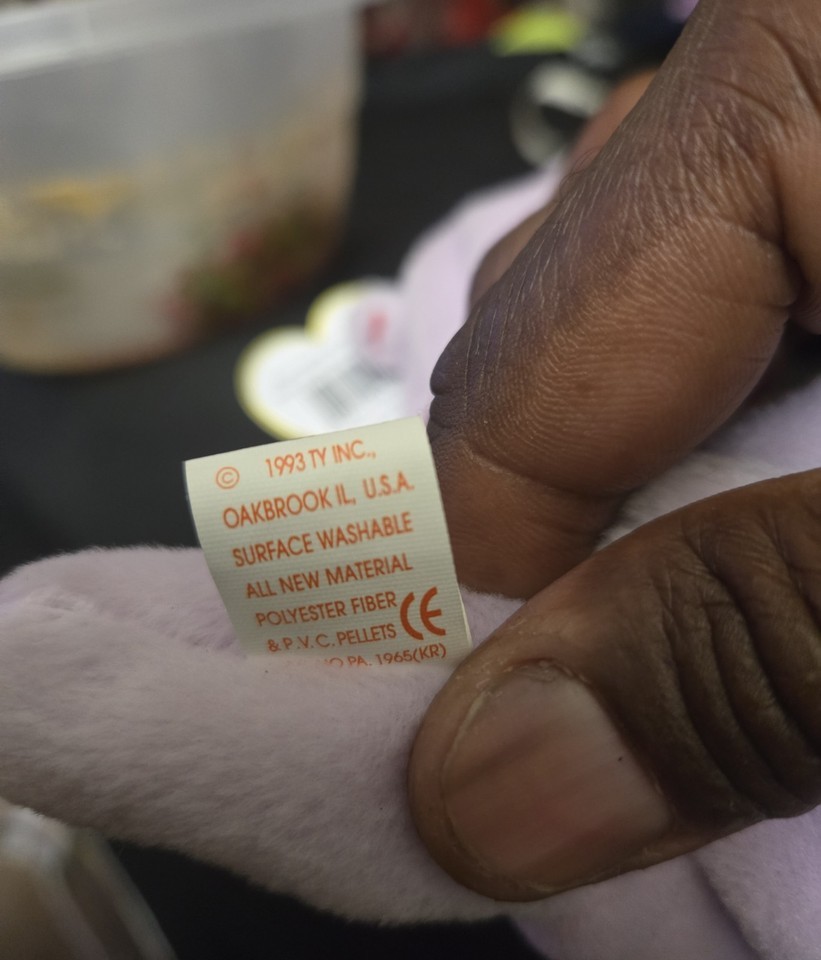 © 1993 TY INC.,
OAKBROOK IL, U.S.A.
SURFACE WASHABLE
ALL NEW MATERIAL
POLYESTER FIBER
& P.V.C. PELLETS CE
PA. 1965(KR)